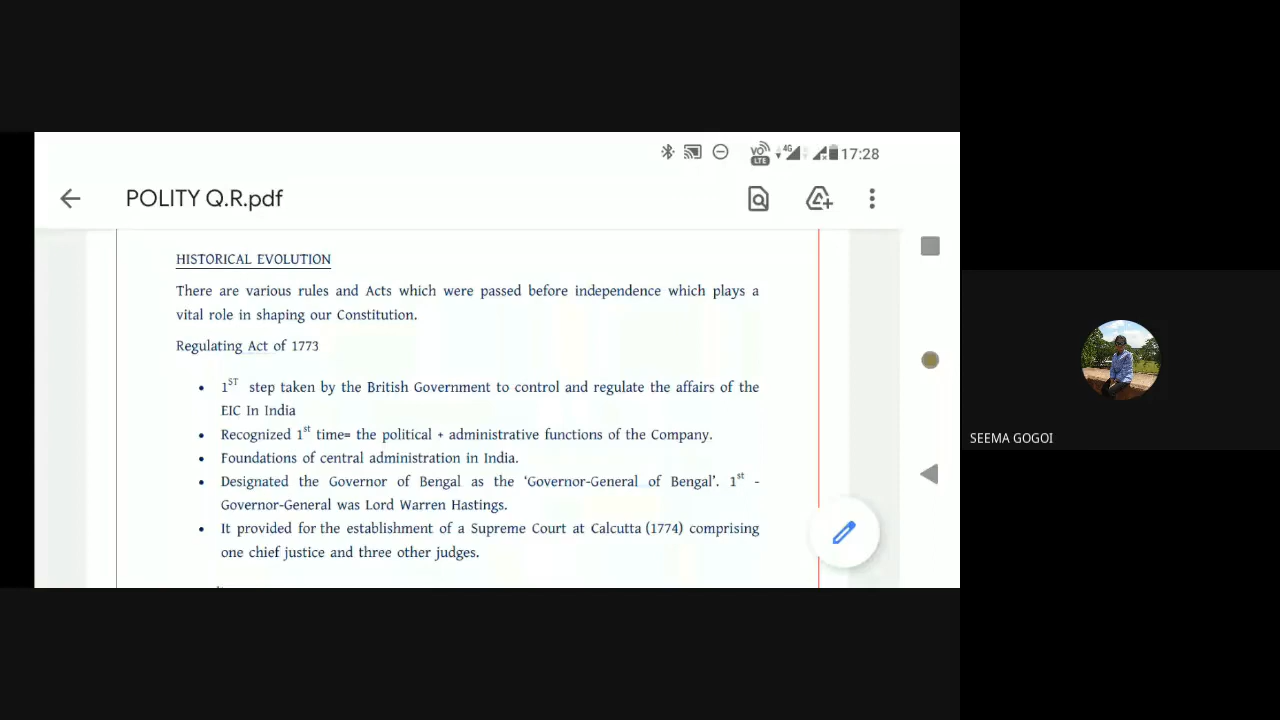 VO LTE 4G 17:28
POLITY Q.R.pdf
HISTORICAL EVOLUTION
There are various rules and Acts which were passed before independence which plays a
vital role in shaping our Constitution.
Regulating Act of 1773
• 1ST step taken by the British Government to control and regulate the affairs of the
EIC In India
• Recognized 1st time= the political + administrative functions of the Company.
• Foundations of central administration in India.
• Designated the Governor of Bengal as the ‘Governor-General of Bengal’. 1st -
Governor-General was Lord Warren Hastings.
• It provided for the establishment of a Supreme Court at Calcutta (1774) comprising
one chief justice and three other judges.
SEEMA GOGOI